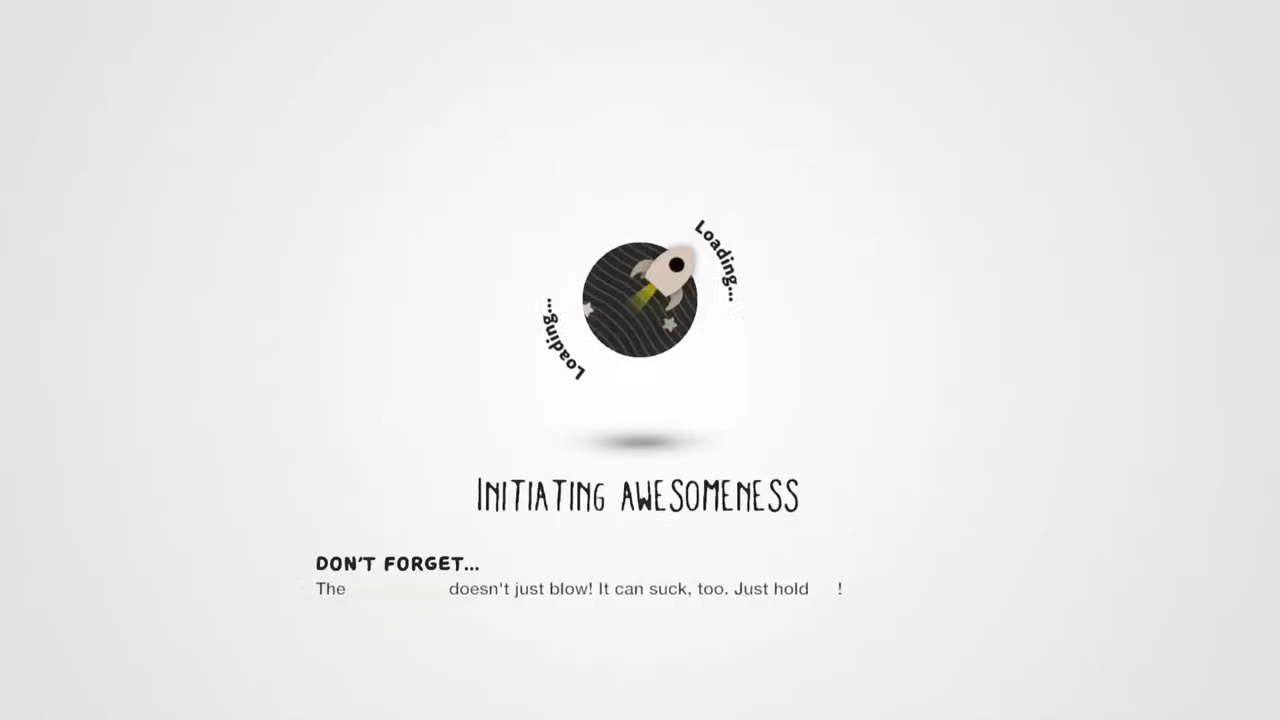 Loading...
Loading...
INITIATING AWESOMENESS
DON'T FORGET...
The doesn't just blow! It can suck, too. Just hold !